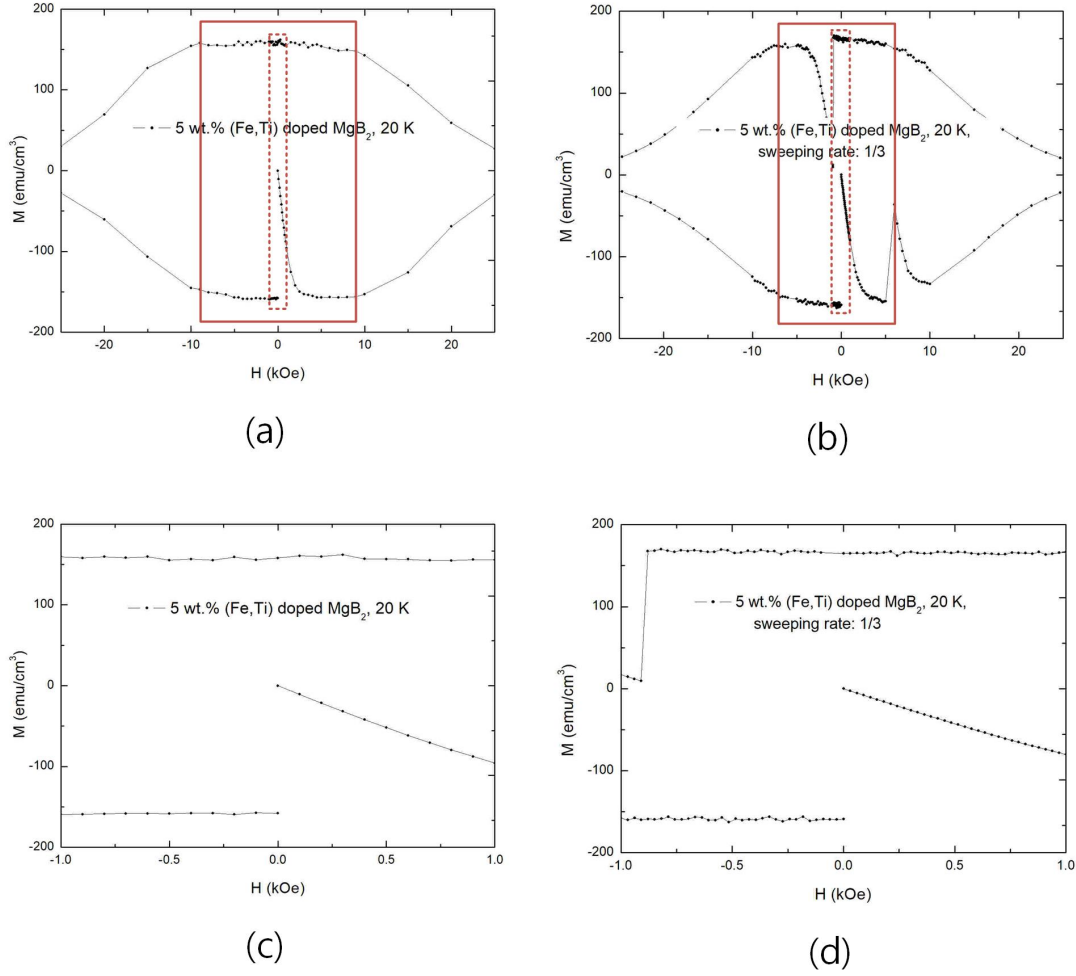 200
100
0
-100
-200
-20
-10
0
10
20
M (emu/cm³)
H (kOe)
5 wt.% (Fe,Ti) doped MgB₂, 20 K
(a)
200
100
0
-100
-200
-20
-10
0
10
20
M (emu/cm³)
H (kOe)
5 wt.% (Fe,Ti) doped MgB₂, 20 K,
sweeping rate: 1/3
(b)
200
100
0
-100
-200
-1.0
-0.5
0.0
0.5
1.0
M (emu/cm³)
H (kOe)
5 wt.% (Fe,Ti) doped MgB₂, 20 K
(c)
200
100
0
-100
-200
-1.0
-0.5
0.0
0.5
1.0
M (emu/cm³)
H (kOe)
5 wt.% (Fe,Ti) doped MgB₂, 20 K,
sweeping rate: 1/3
(d)